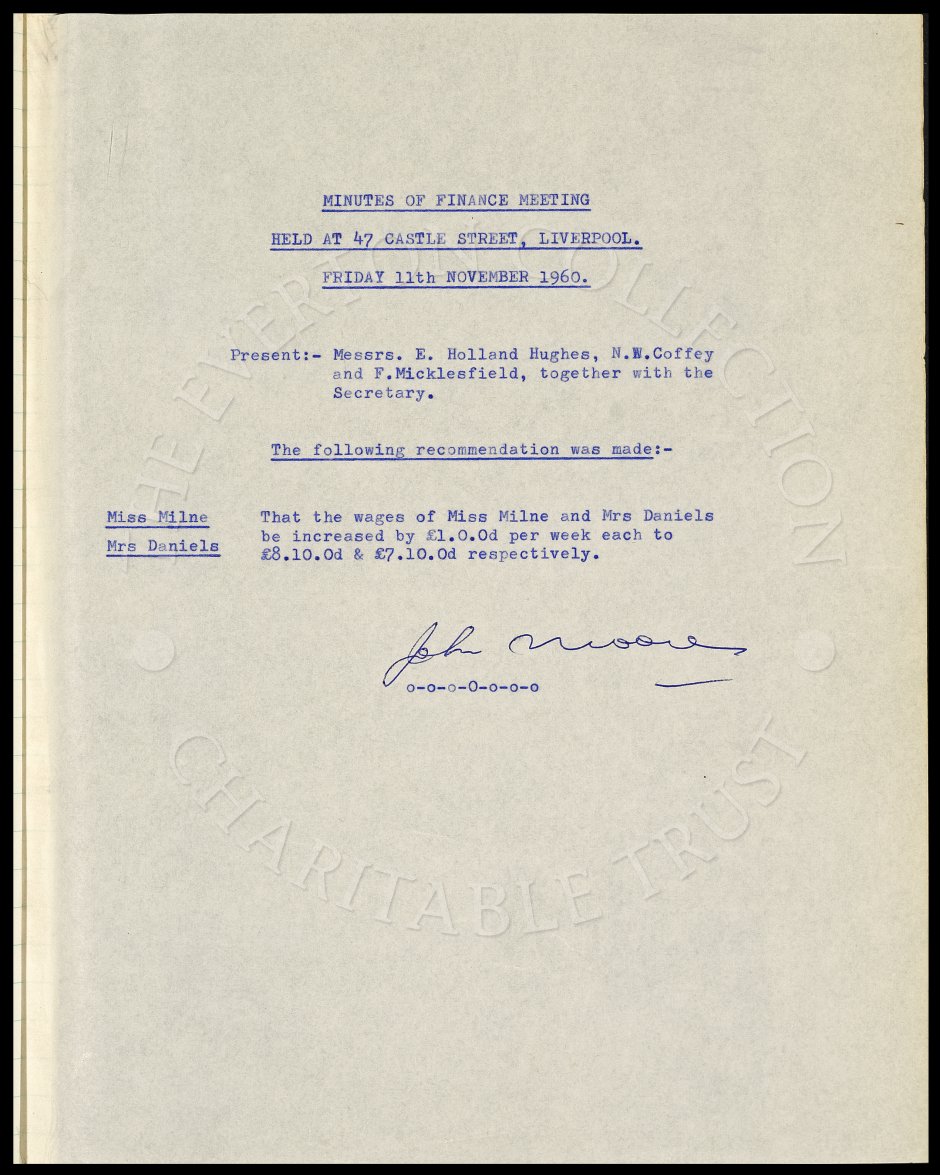 MINUTES OF FINANCE MEETING
HELD AT 47 CASTLE STREET, LIVERPOOL.
FRIDAY 11th NOVEMBER 1960.
Present:- Messrs. E. Holland Hughes, N.W.Coffey
and F.Micklesfield, together with the
Secretary.
The following recommendation was made:-
Miss Milne
Mrs Daniels
That the wages of Miss Milne and Mrs Daniels
be increased by £1.0.0d per week each to
£8.10.0d & £7.10.0d respectively.
John Moores
o-o-o-O-o-o-o
THE EVERTON COLLECTION
CHARITABLE TRUST